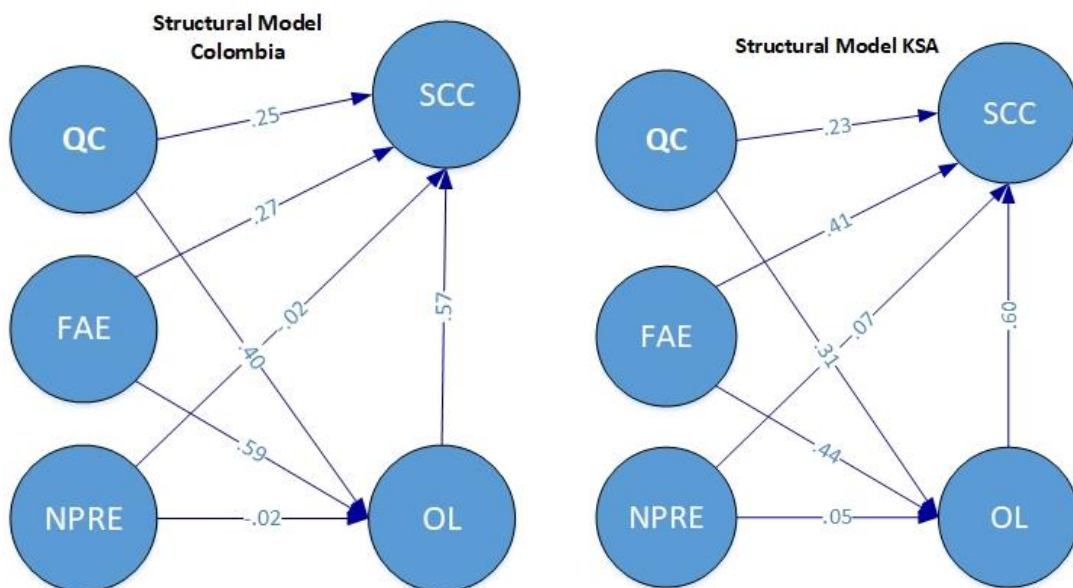 Structural Model
Colombia
QC
SCC
.25
.27
FAE
-.02
.40
.57
.59
NPRE
-.02
OL
Structural Model KSA
QC
SCC
.23
.41
FAE
.07
.31
.60
.44
NPRE
.05
OL